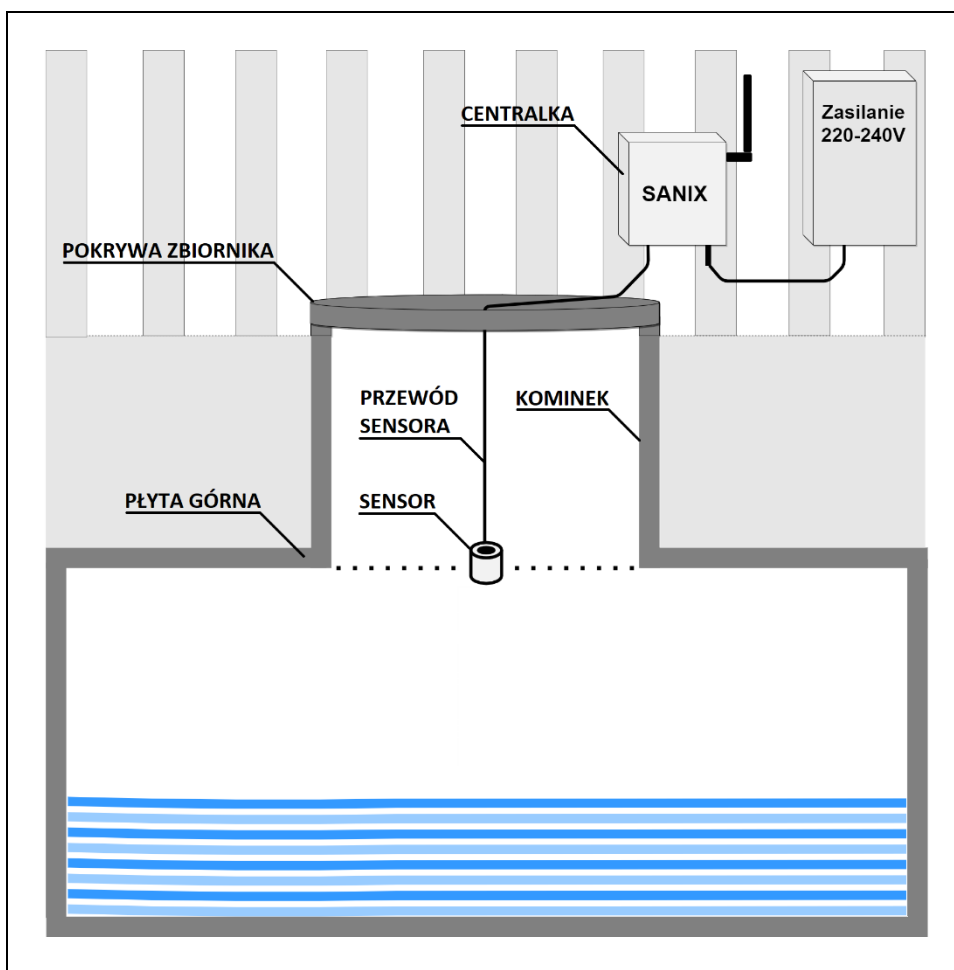 CENTRALKA
Zasilanie
220-240V
SANIX
POKRYWA ZBIORNIKA
PRZEWÓD
SENSORA
KOMINEK
PŁYTA GÓRNA
SENSOR